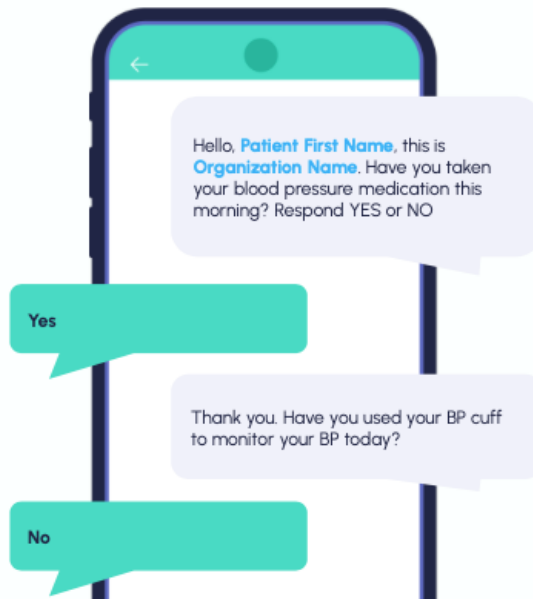 Hello, Patient First Name, this is
Organization Name. Have you taken
your blood pressure medication this
morning? Respond YES or NO
Yes
Thank you. Have you used your BP cuff
to monitor your BP today?
No